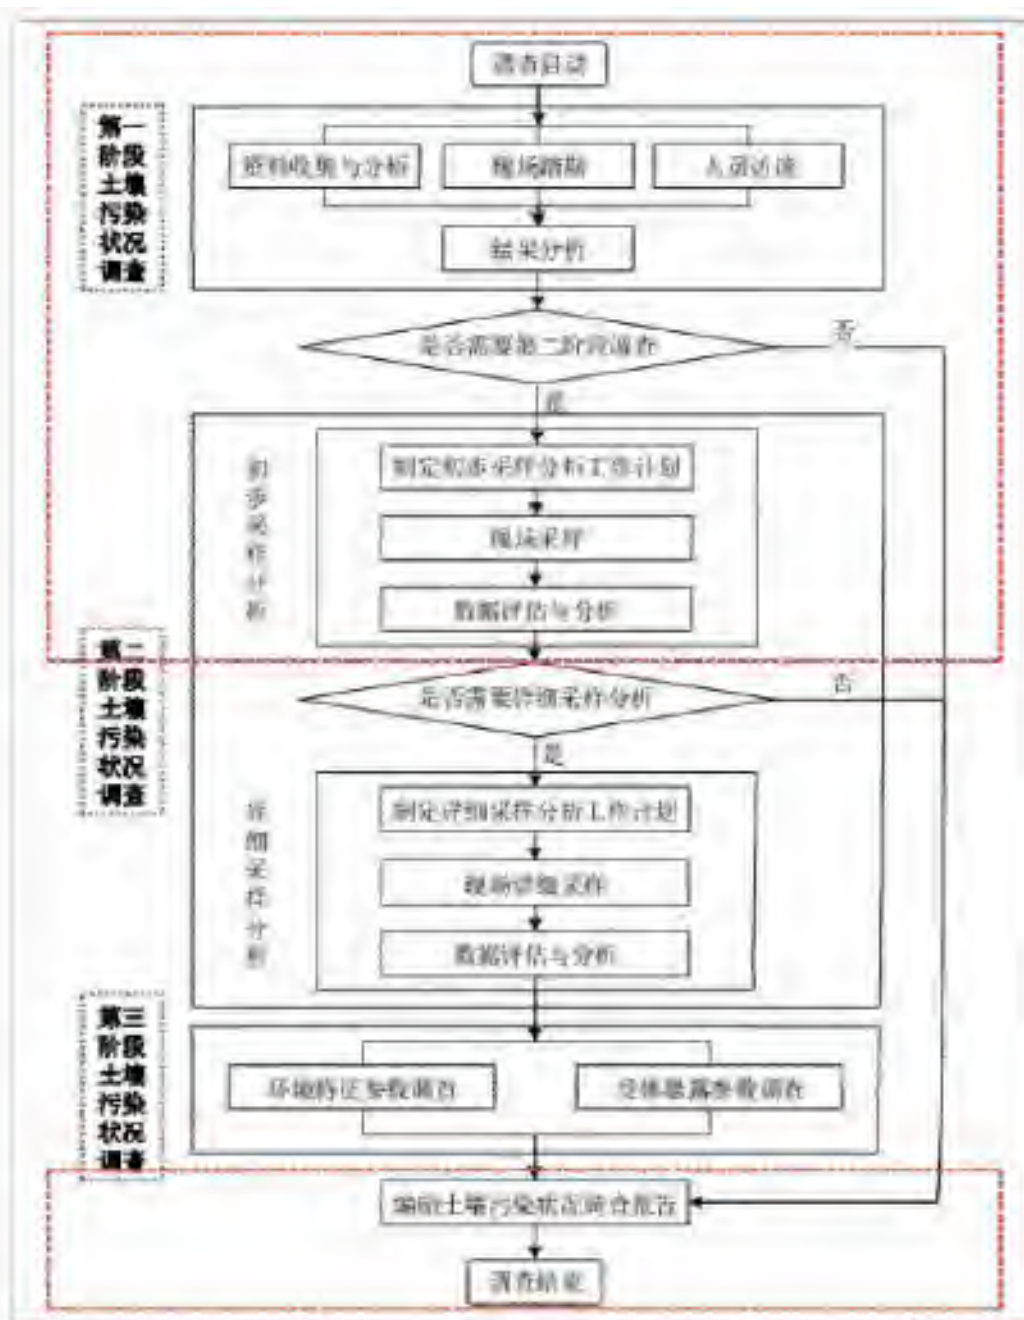 调查启动
第一
阶段
土壤
污染
状况
调查
资料收集与分析
现场踏勘
人员访谈
结果分析
是否需要第二阶段调查
否
是
初步采样分析
制定初步采样分析工作计划
现场采样
数据评估与分析
第二
阶段
土壤
污染
状况
调查
是否需要详细采样分析
否
是
详细采样分析
制定详细采样分析工作计划
现场详细采样
数据评估与分析
第三
阶段
土壤
污染
状况
调查
环境特征参数调查
受体暴露参数调查
编制土壤污染状况调查报告
调查结束